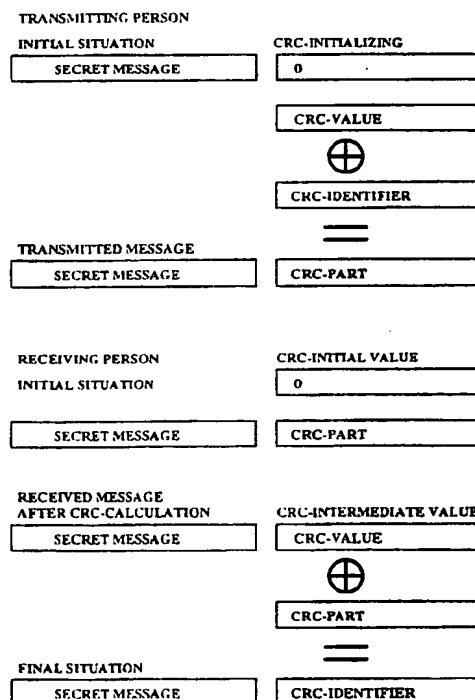 TRANSMITTING PERSON
INITIAL SITUATION CRC-INITIALIZING
SECRET MESSAGE 0
CRC-VALUE
⊕
CRC-IDENTIFIER
=
TRANSMITTED MESSAGE
SECRET MESSAGE CRC-PART
RECEIVING PERSON CRC-INITIAL VALUE
INITIAL SITUATION 0
SECRET MESSAGE CRC-PART
RECEIVED MESSAGE
AFTER CRC-CALCULATION CRC-INTERMEDIATE VALUE
SECRET MESSAGE CRC-VALUE
⊕
CRC-PART
=
FINAL SITUATION
SECRET MESSAGE CRC-IDENTIFIER